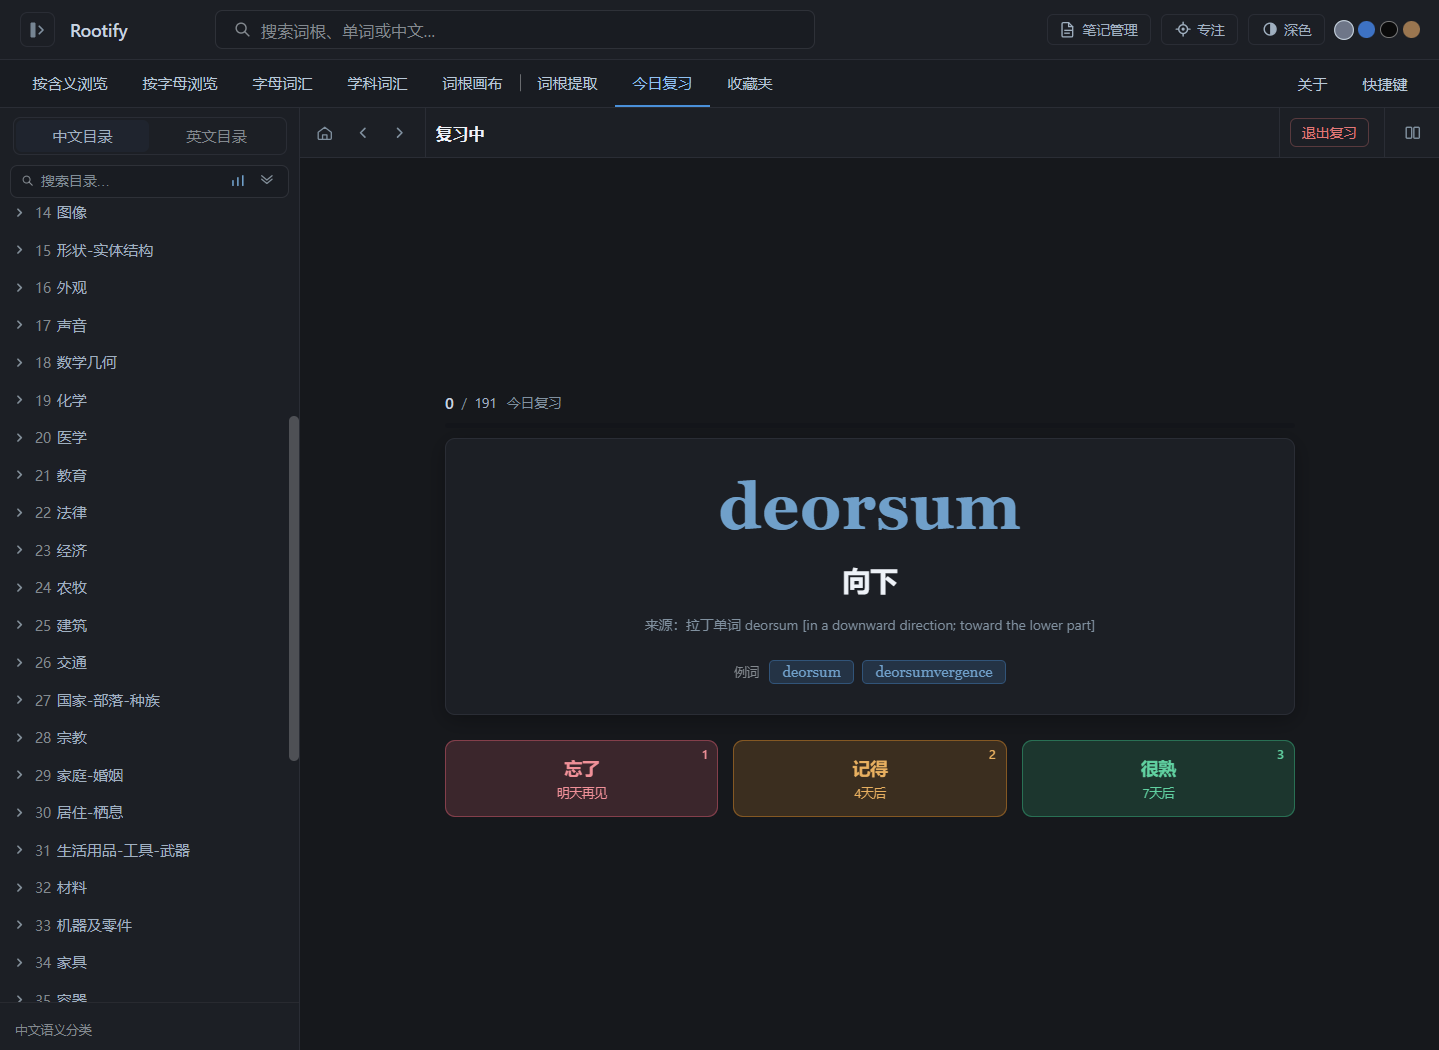 Rootify
搜索词根、单词或中文...
笔记管理
专注
深色
按含义浏览
按字母浏览
字母词汇
学科词汇
词根画布
词根提取
今日复习
收藏夹
关于
快捷键
中文目录
英文目录
复习中
退出复习
搜索目录...
14 图像
15 形状-实体结构
16 外观
17 声音
18 数学几何
19 化学
20 医学
21 教育
22 法律
23 经济
24 农牧
25 建筑
26 交通
27 国家-部落-种族
28 宗教
29 家庭-婚姻
30 居住-栖息
31 生活用品-工具-武器
32 材料
33 机器及零件
34 家具
35 容器
中文语义分类
0 / 191 今日复习
deorsum
向下
来源：拉丁单词 deorsum [in a downward direction; toward the lower part]
例词 deorsum deorsumvergence
忘了 1
明天再见
记得 2
4天后
很熟 3
7天后